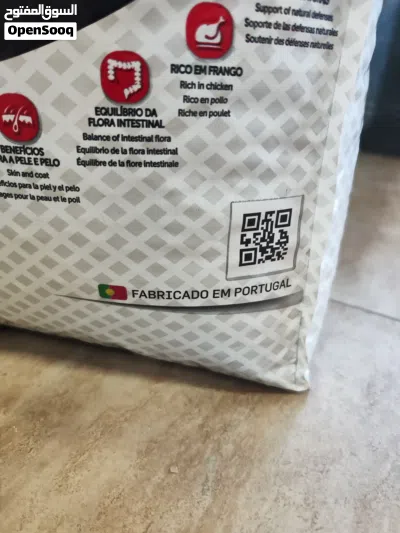 السوق المفتوح
OpenSooq
Support of natural defenses
Soporte de las defensas naturales
Soutenir des défenses naturelles
RICO EM FRANGO
Rich in chicken
Rico en pollo
Riche en poulet
EQUILÍBRIO DA
FLORA INTESTINAL
Balance of intestinal flora
Equilibrio de la flora intestinal
Équilibre de la flore intestinale
BENEFÍCIOS
A PELE E PELO
Skin and coat
para la piel y el pelo
pour la peau et le poil
FABRICADO EM PORTUGAL